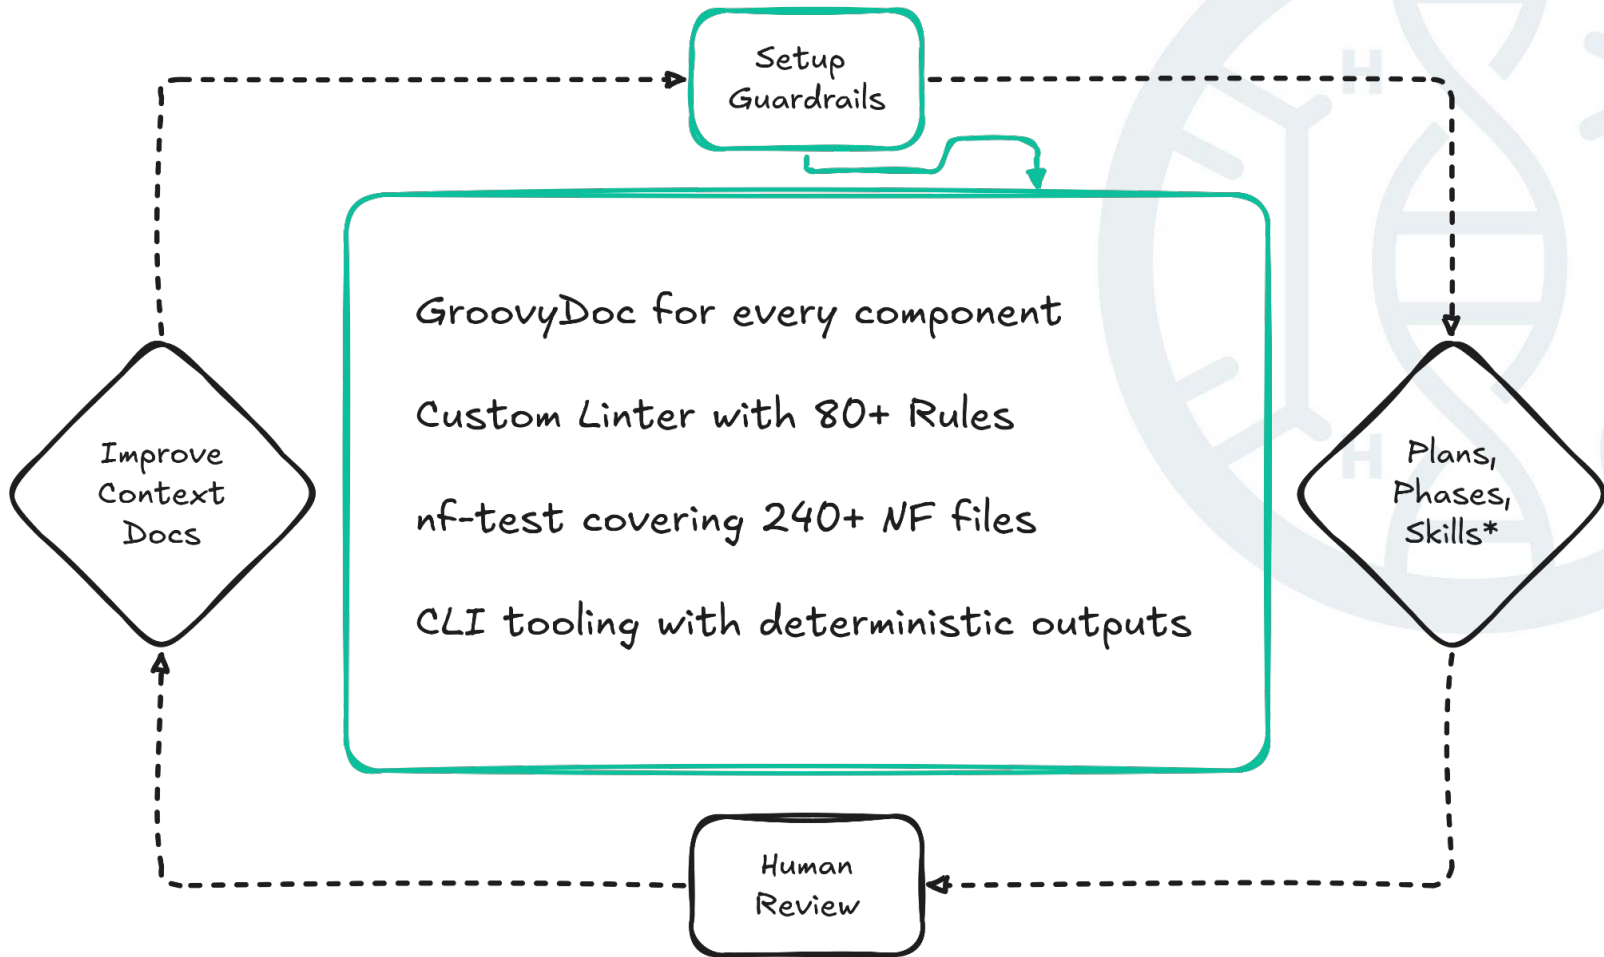 Setup
Guardrails
GroovyDoc for every component
Custom Linter with 80+ Rules
nf-test covering 240+ NF files
CLI tooling with deterministic outputs
Improve
Context
Docs
Plans,
Phases,
Skills*
Human
Review
H
H